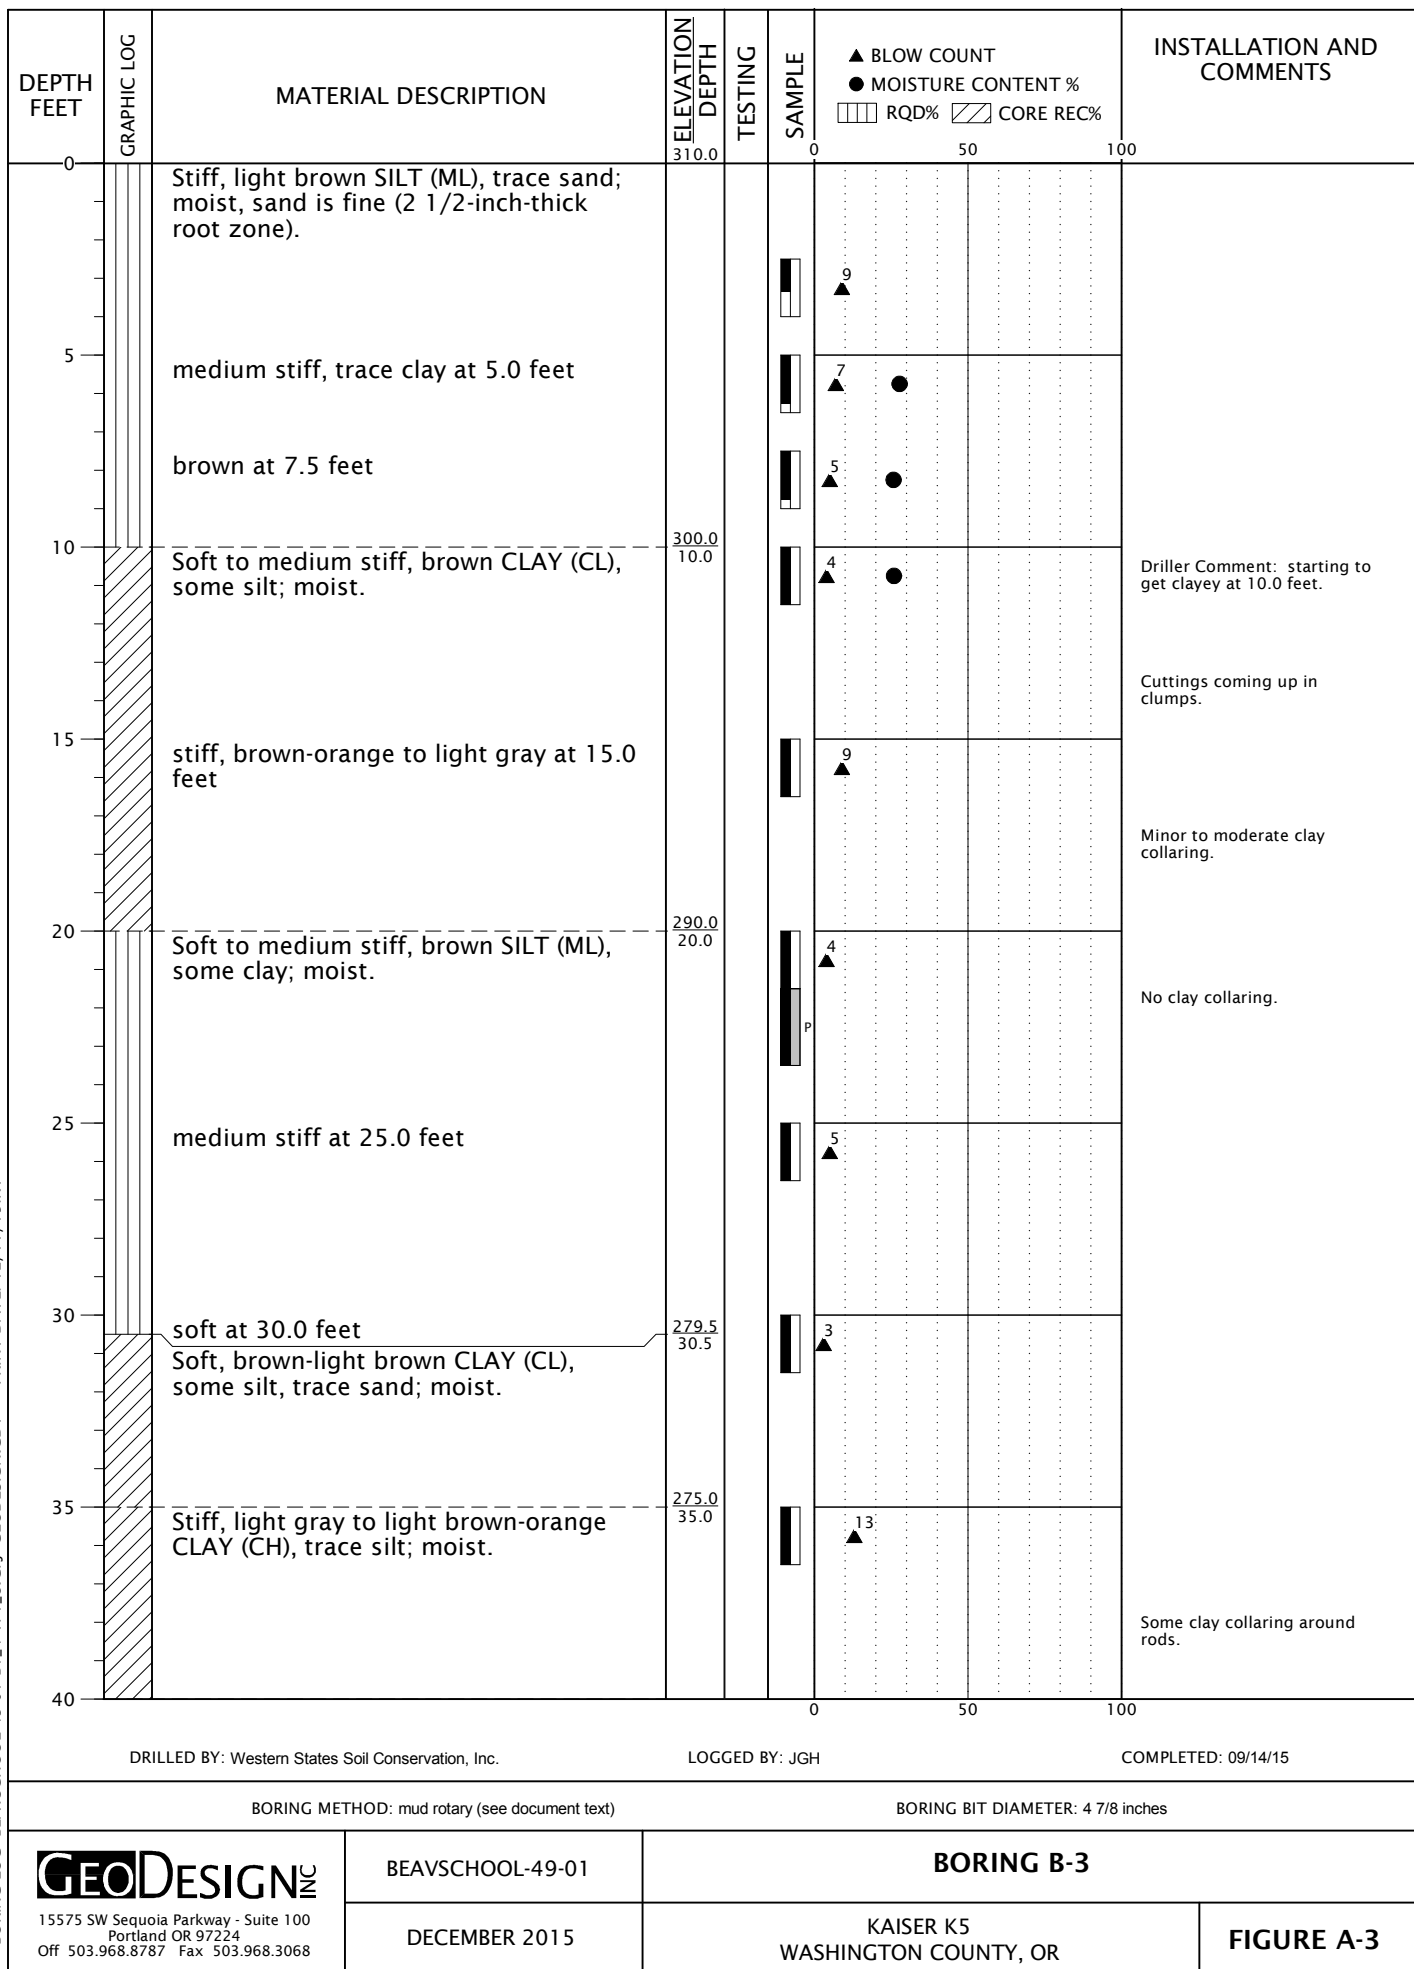 DEPTH
FEET
GRAPHIC LOG
MATERIAL DESCRIPTION
ELEVATION
DEPTH
TESTING
SAMPLE
▲ BLOW COUNT
● MOISTURE CONTENT %
RQD% CORE REC%
INSTALLATION AND
COMMENTS
0 50 100
0
310.0
Stiff, light brown SILT (ML), trace sand;
moist, sand is fine (2 1/2-inch-thick
root zone).
9
5
medium stiff, trace clay at 5.0 feet
7
brown at 7.5 feet
5
10
300.0
10.0
Soft to medium stiff, brown CLAY (CL),
some silt; moist.
4
Driller Comment: starting to
get clayey at 10.0 feet.
Cuttings coming up in
clumps.
15
stiff, brown-orange to light gray at 15.0
feet
9
Minor to moderate clay
collaring.
20
290.0
20.0
Soft to medium stiff, brown SILT (ML),
some clay; moist.
4
P
No clay collaring.
25
medium stiff at 25.0 feet
5
30
soft at 30.0 feet
279.5
30.5
3
Soft, brown-light brown CLAY (CL),
some silt, trace sand; moist.
35
275.0
35.0
Stiff, light gray to light brown-orange
CLAY (CH), trace silt; moist.
13
Some clay collaring around
rods.
40
0 50 100
DRILLED BY: Western States Soil Conservation, Inc.
LOGGED BY: JGH
COMPLETED: 09/14/15
BORING METHOD: mud rotary (see document text)
BORING BIT DIAMETER: 4 7/8 inches
GEODESIGN INC
15575 SW Sequoia Parkway - Suite 100
Portland OR 97224
Off 503.968.8787 Fax 503.968.3068
BEAVSCHOOL-49-01
DECEMBER 2015
BORING B-3
KAISER K5
WASHINGTON COUNTY, OR
FIGURE A-3